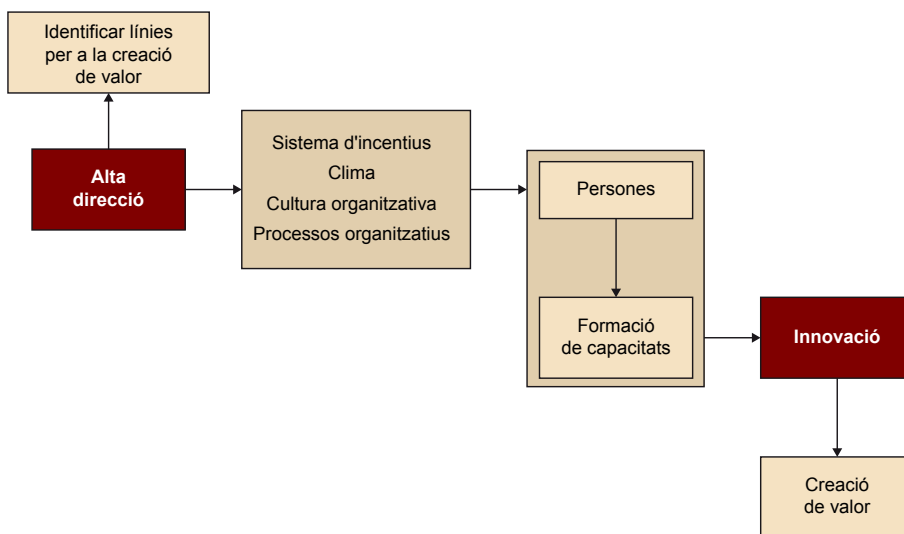 Identificar línies
per a la creació
de valor
Alta
direcció
Sistema d'incentius
Clima
Cultura organitzativa
Processos organitzatius
Persones
Formació
de capacitats
Innovació
Creació
de valor